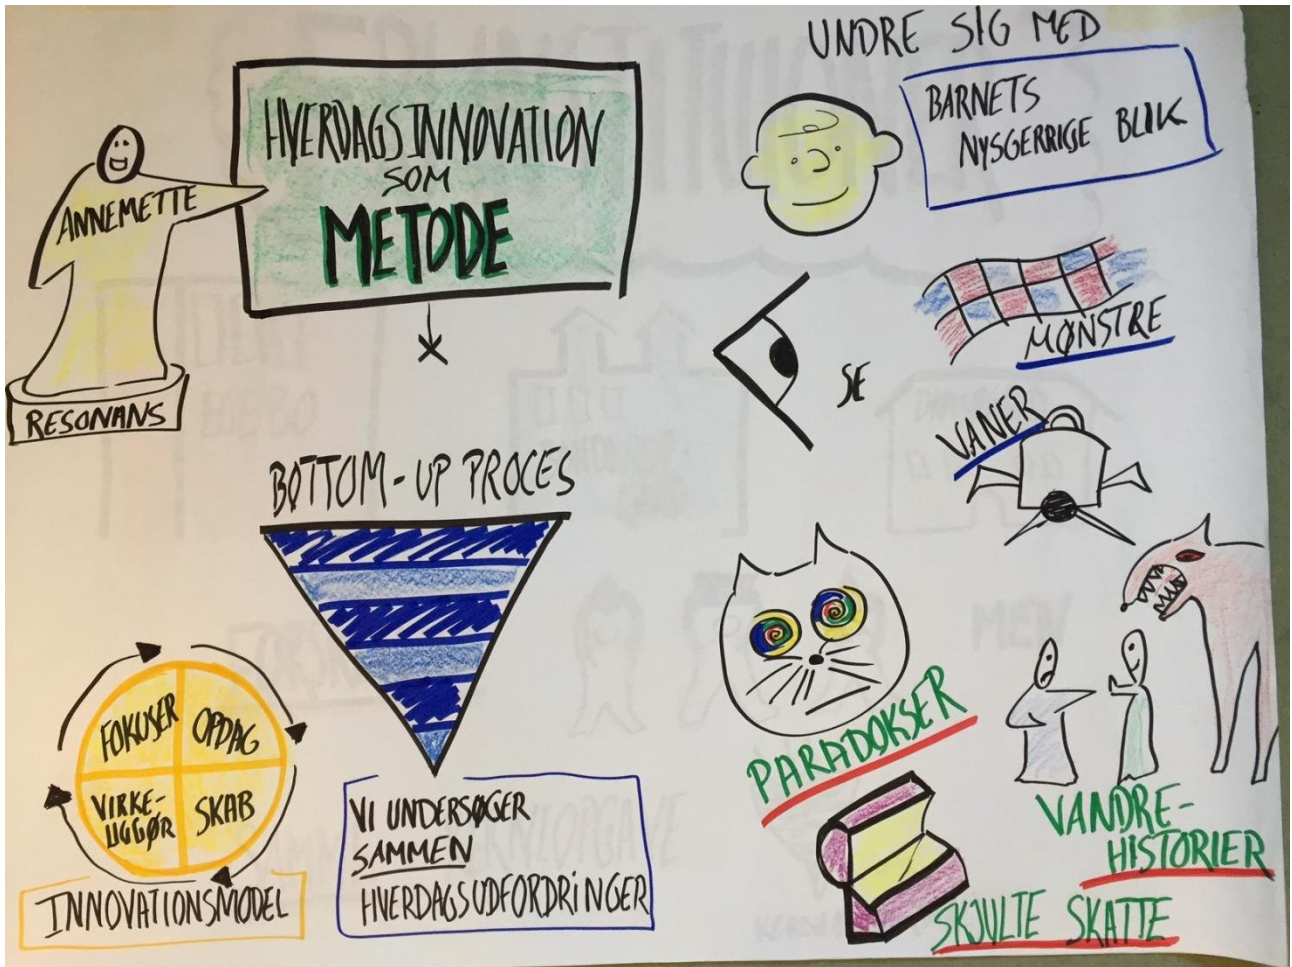 HVERDAGSINNOVATION
SOM
METODE
ANNEMETTE
RESONANS
BOTTOM-UP PROCES
FOKUSER
OPDAG
VIRKE-
LIGGØR
SKAB
INNOVATIONSMODEL
VI UNDERSØGER
SAMMEN
HVERDAGSUDFORDRINGER
UNDRE SIG MED
BARNETS
NYSGERRIGE BLIK
SE
MØNSTRE
VANER
PARADOKSER
VANDRE-
HISTORIER
SKJULTE SKATTE
MEN